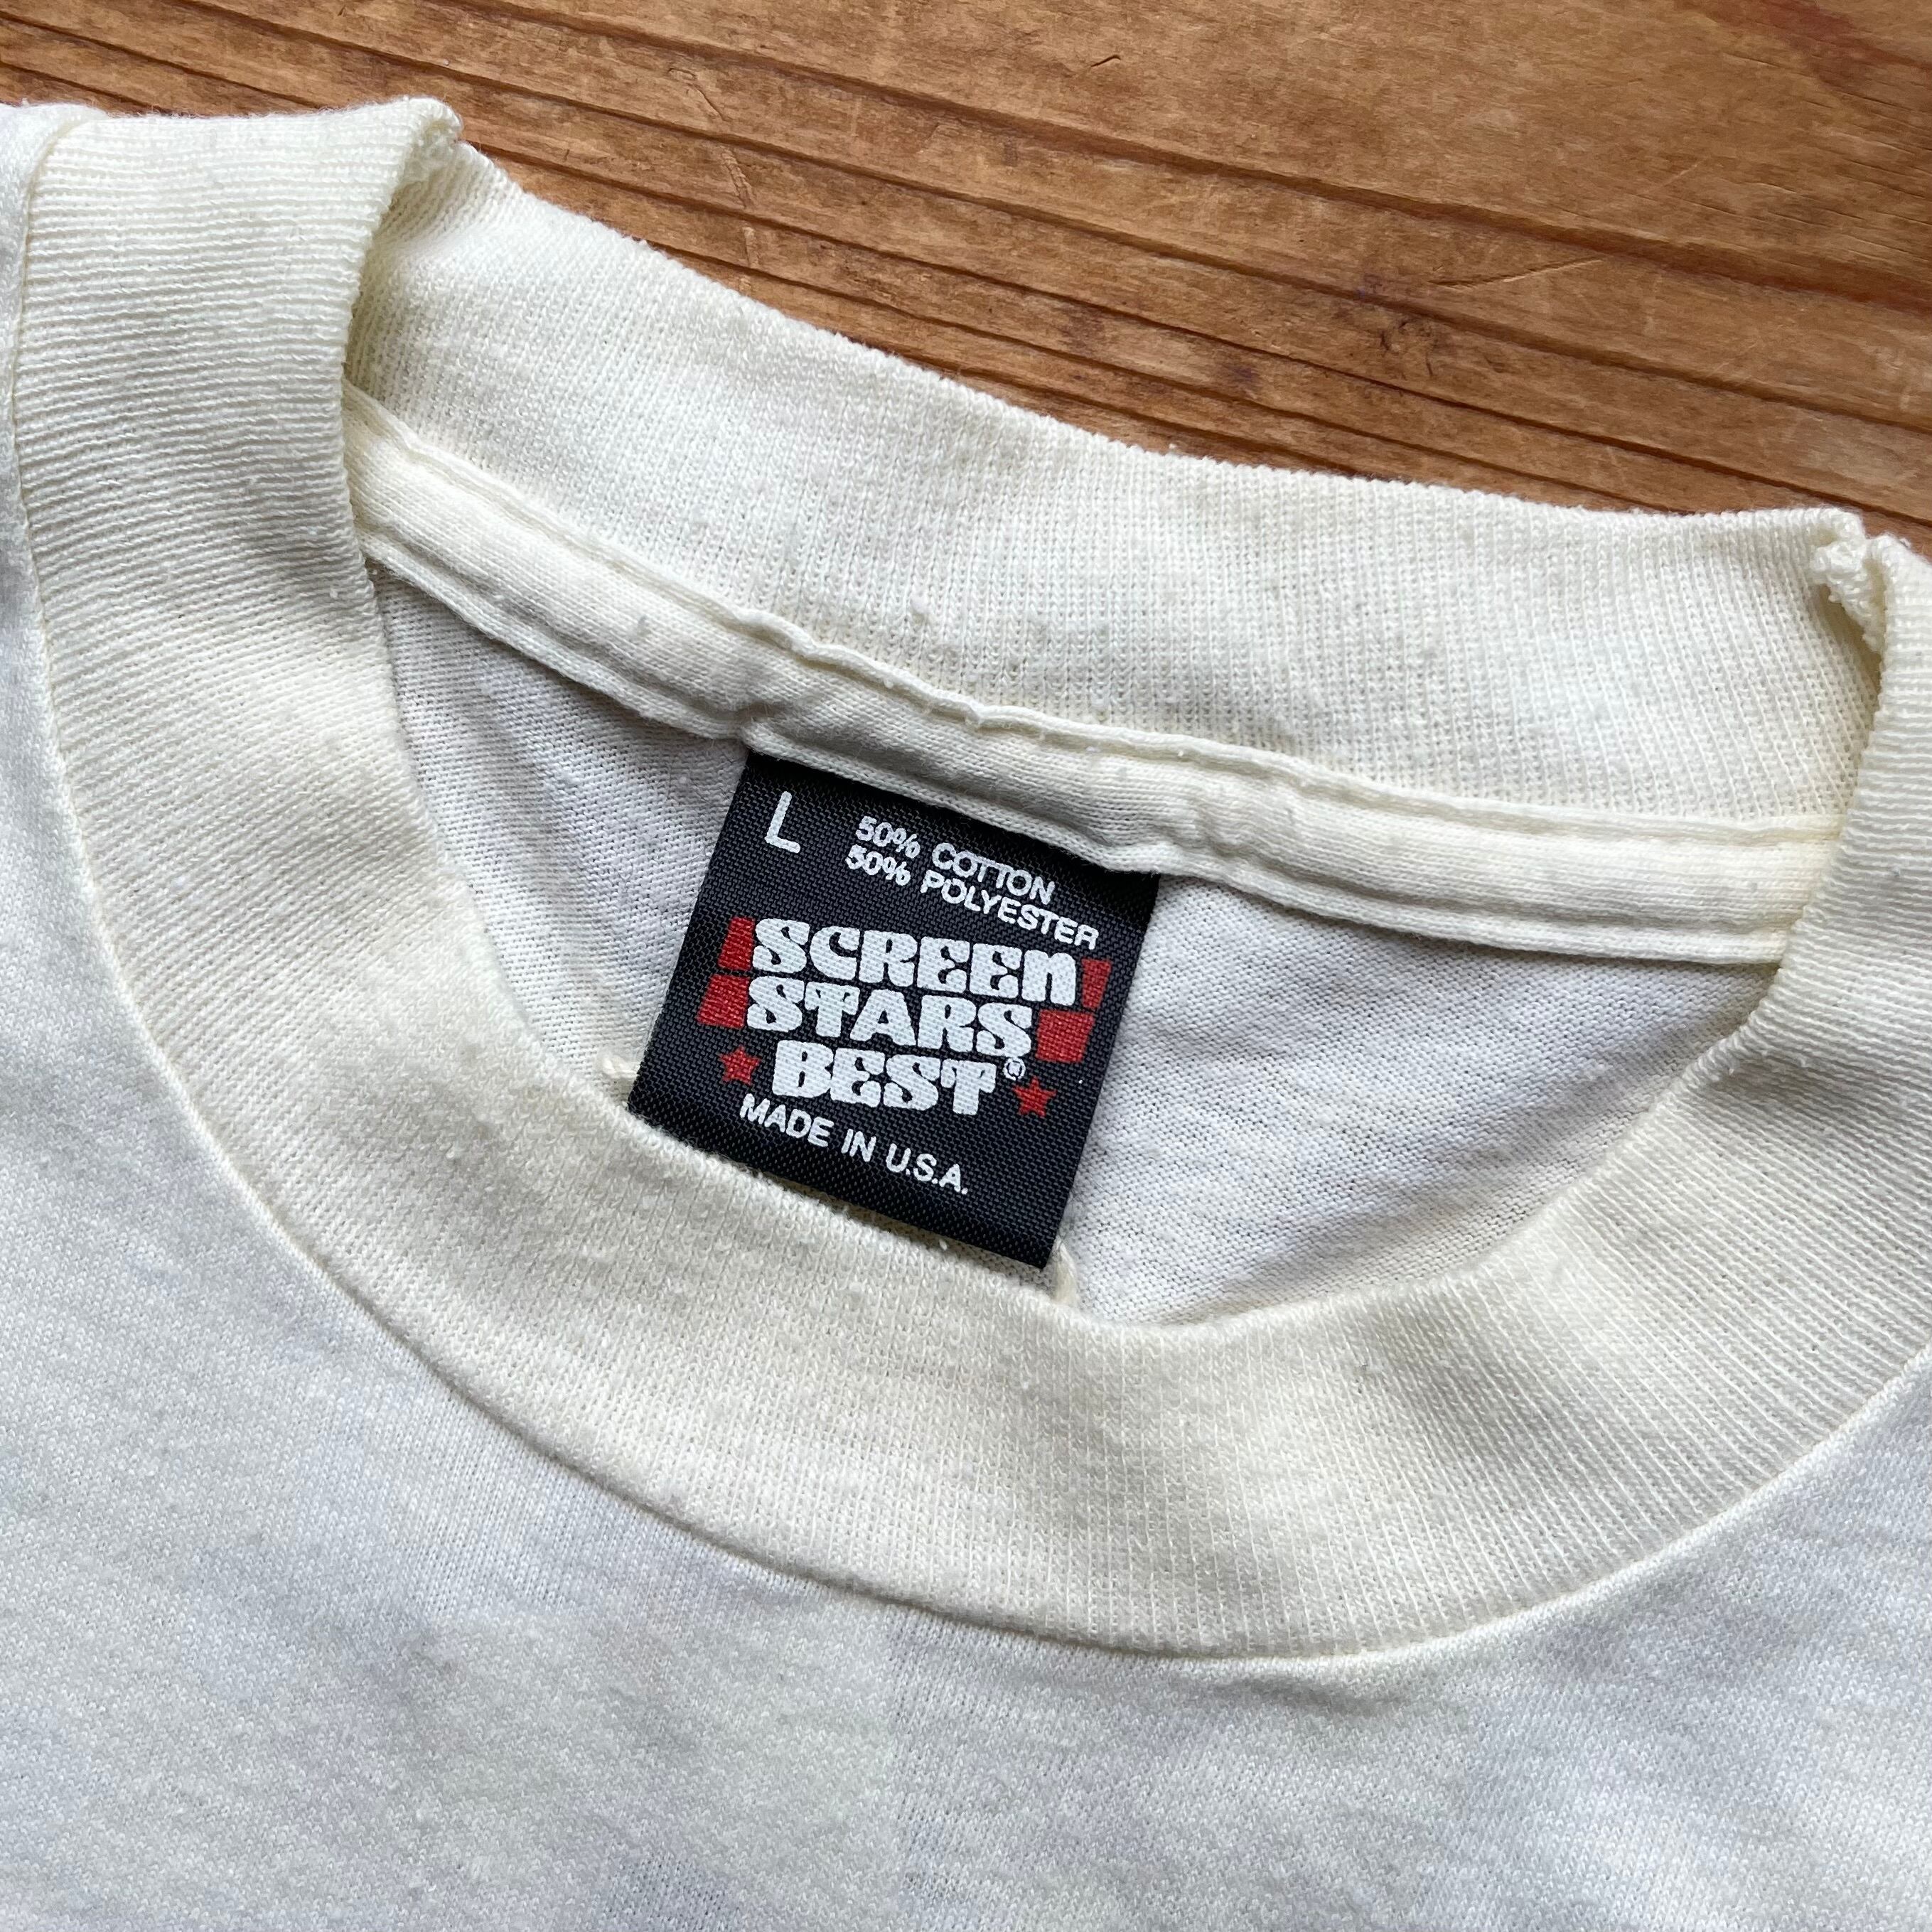 L
50% COTTON
50% POLYESTER
SCREEN
STARS
BEST®
MADE IN U.S.A.